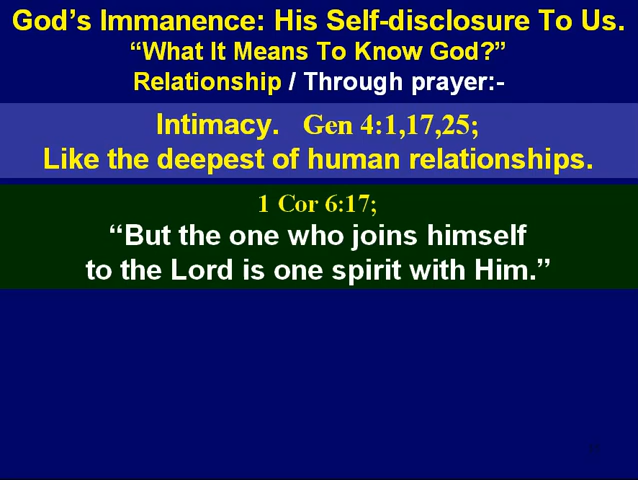 God's Immanence: His Self-disclosure To Us.
“What It Means To Know God?”
Relationship / Through prayer:-
Intimacy. Gen 4:1,17,25;
Like the deepest of human relationships.
1 Cor 6:17;
“But the one who joins himself
to the Lord is one spirit with Him.”